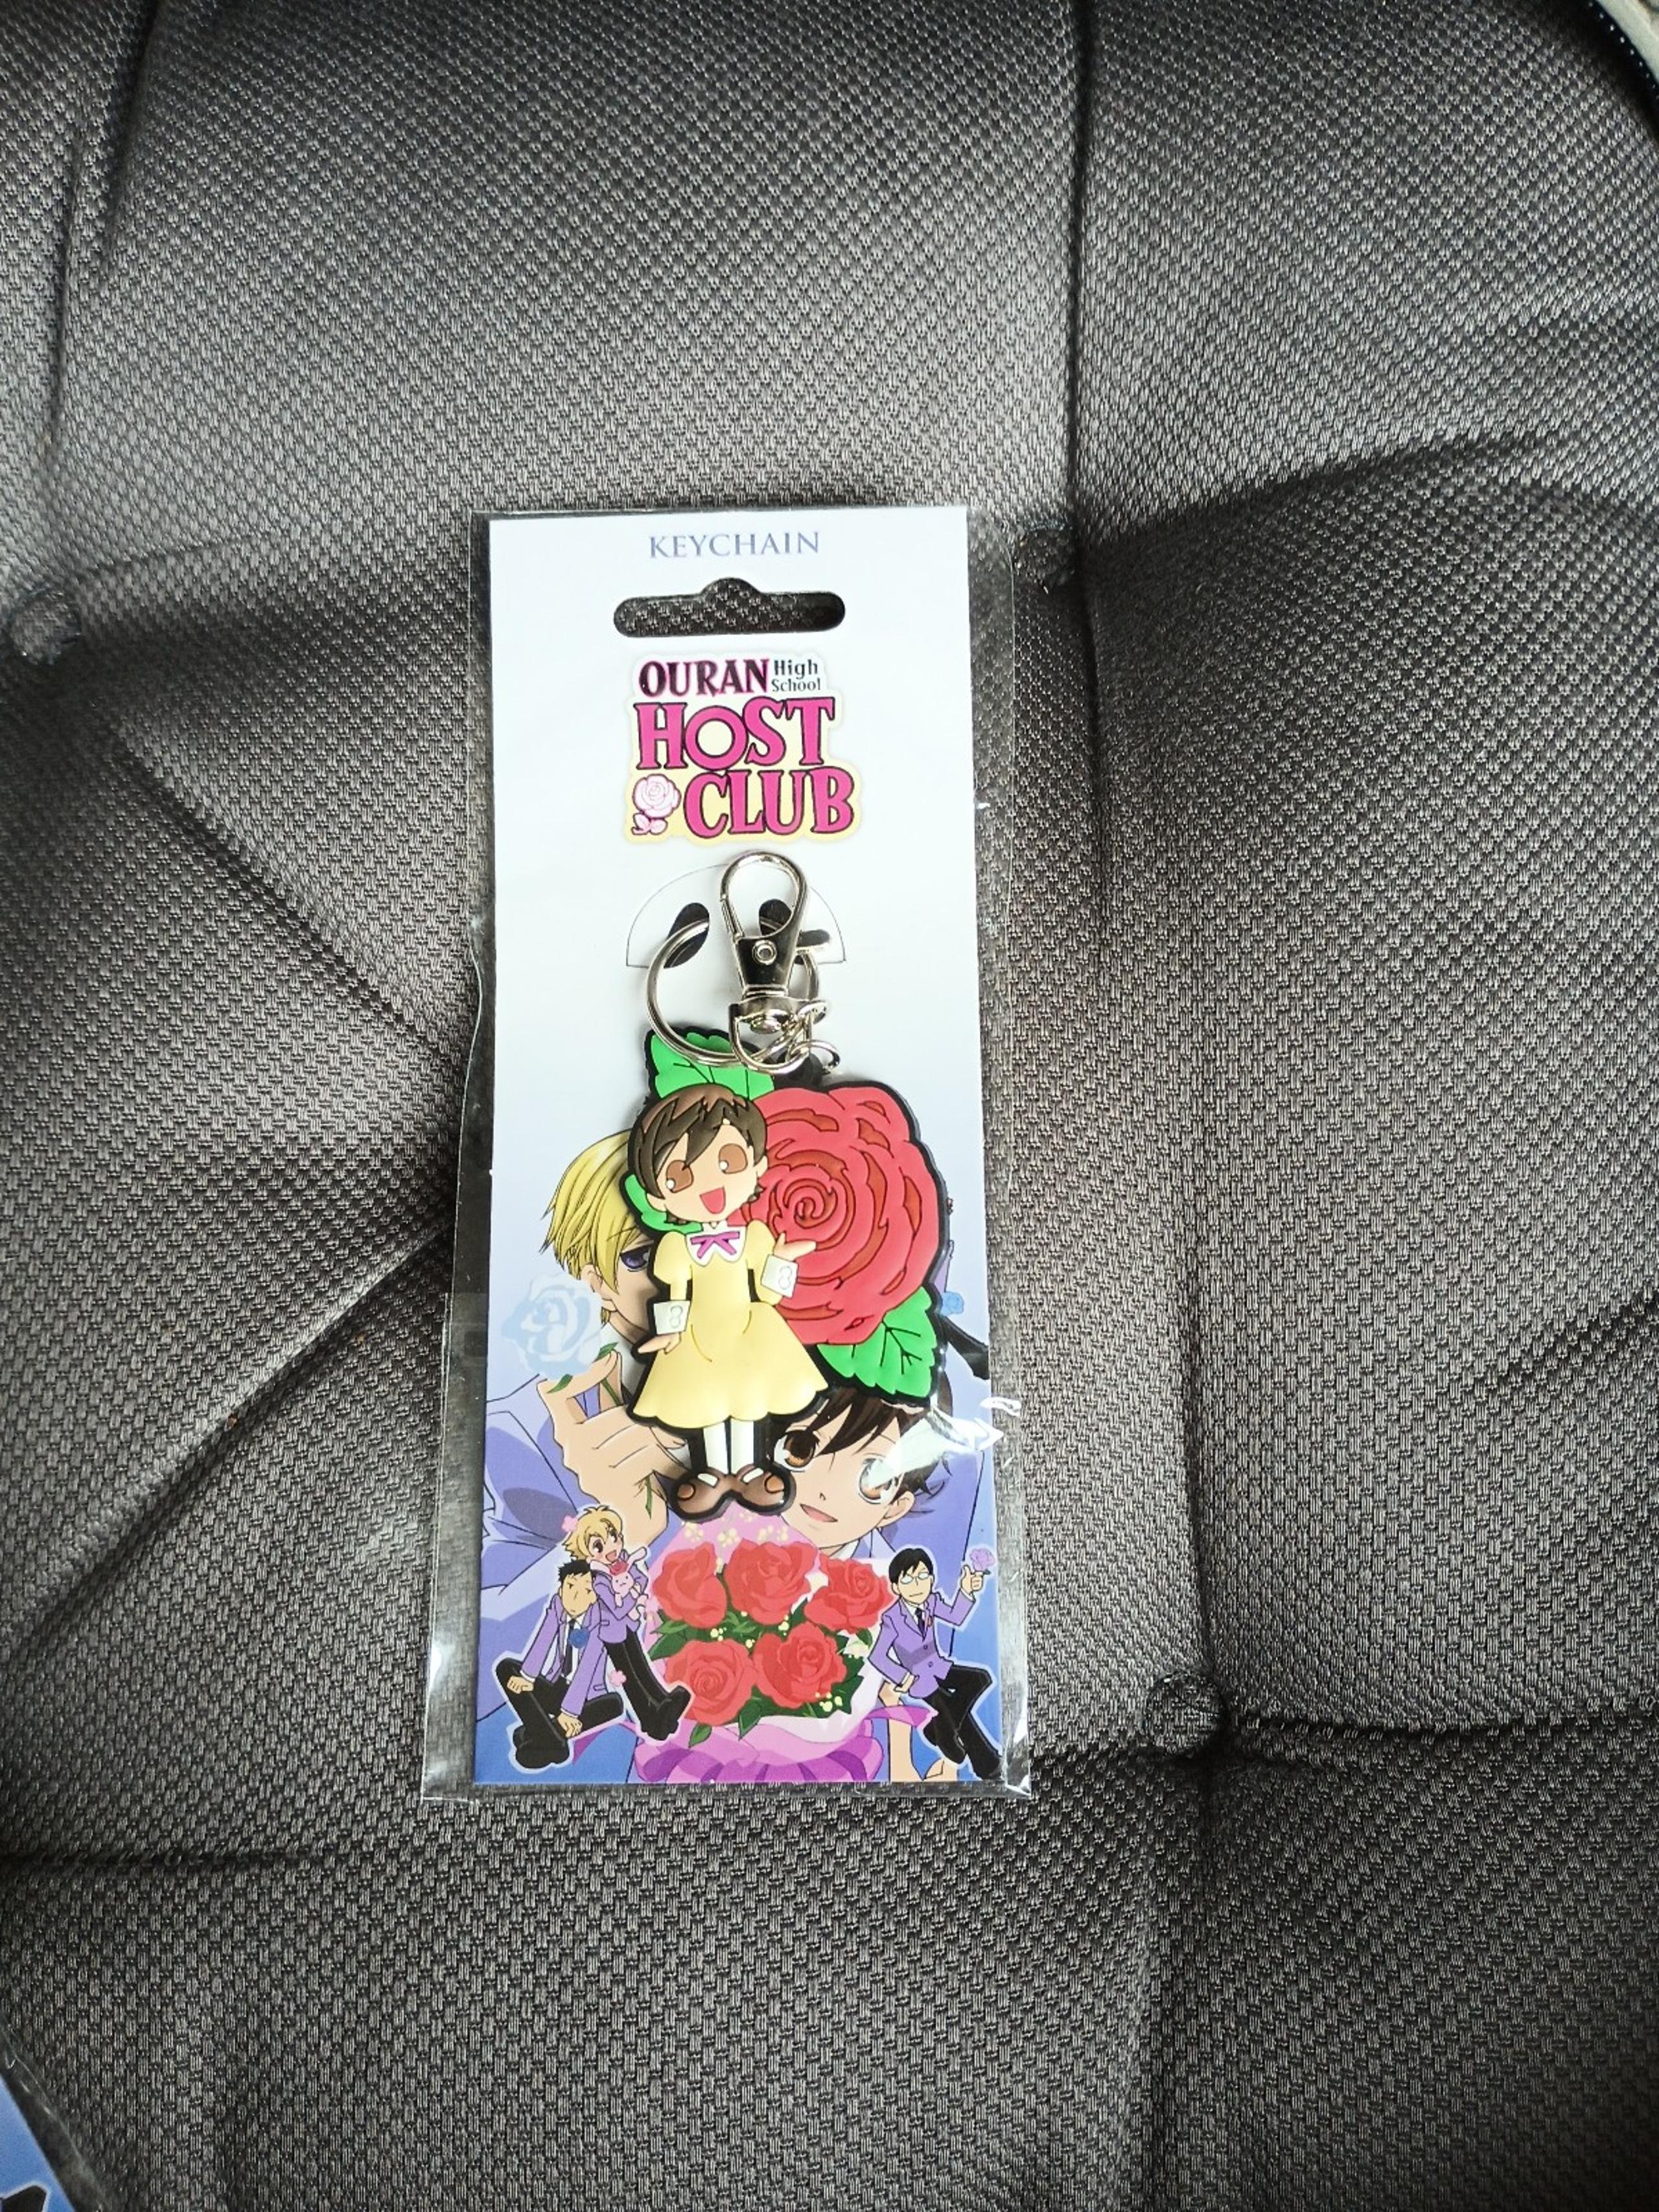 KEYCHAIN
OURAN High School
HOST
CLUB